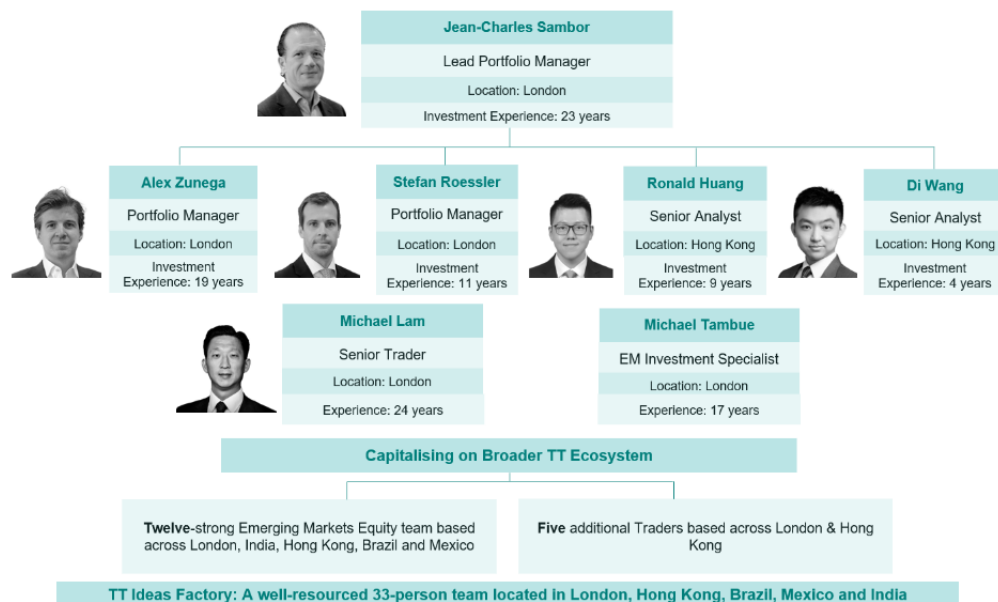 Jean-Charles Sambor
Lead Portfolio Manager
Location: London
Investment Experience: 23 years
Alex Zunega
Portfolio Manager
Location: London
Investment
Experience: 19 years
Stefan Roessler
Portfolio Manager
Location: London
Investment
Experience: 11 years
Ronald Huang
Senior Analyst
Location: Hong Kong
Investment
Experience: 9 years
Di Wang
Senior Analyst
Location: Hong Kong
Investment
Experience: 4 years
Michael Lam
Senior Trader
Location: London
Experience: 24 years
Michael Tambue
EM Investment Specialist
Location: London
Experience: 17 years
Capitalising on Broader TT Ecosystem
Twelve-strong Emerging Markets Equity team based
across London, India, Hong Kong, Brazil and Mexico
Five additional Traders based across London & Hong
Kong
TT Ideas Factory: A well-resourced 33-person team located in London, Hong Kong, Brazil, Mexico and India